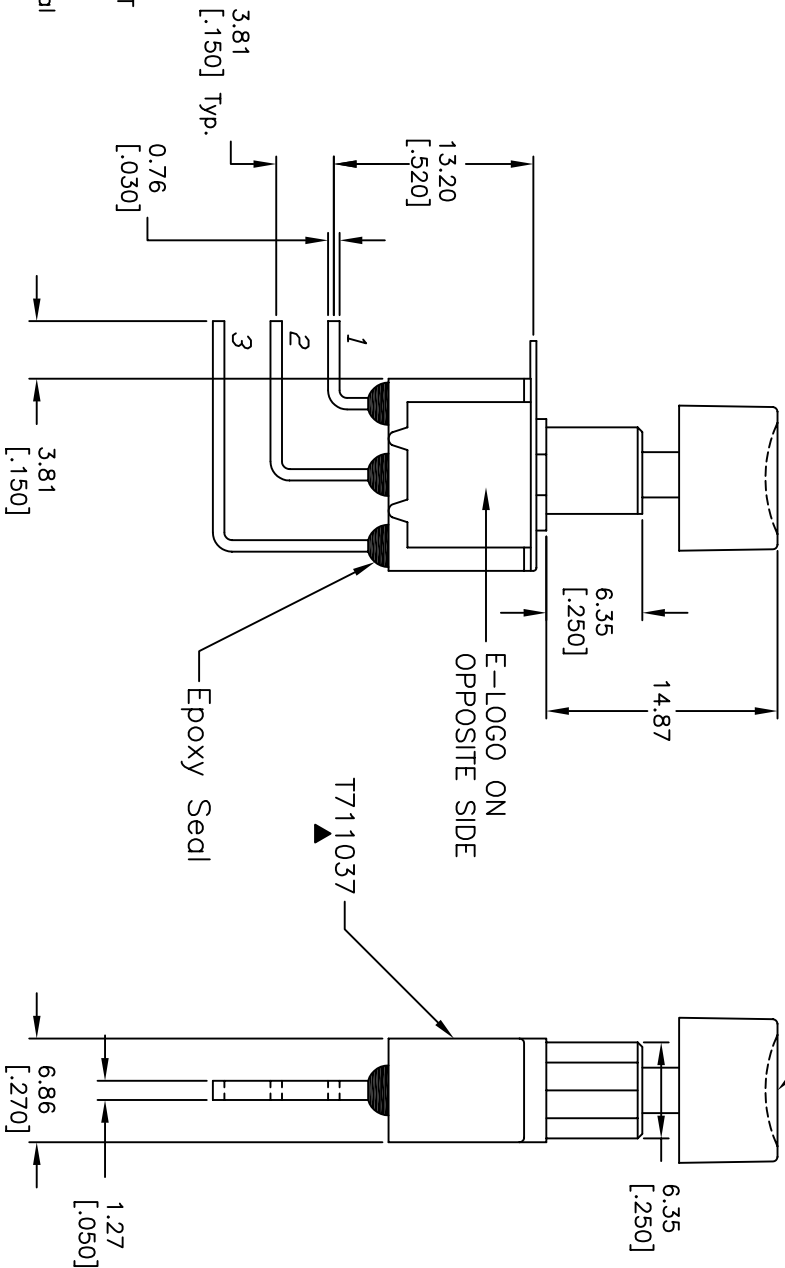 T
al
3.81
[.150] Typ.
0.76
[.030]
13.20
[.520]
1
2
3
3.81
[.150]
6.35
[.250]
14.87
E-LOGO ON
OPPOSITE SIDE
Epoxy Seal
T711037
▼
6.35
[.250]
6.86
[.270]
1.27
[.050]